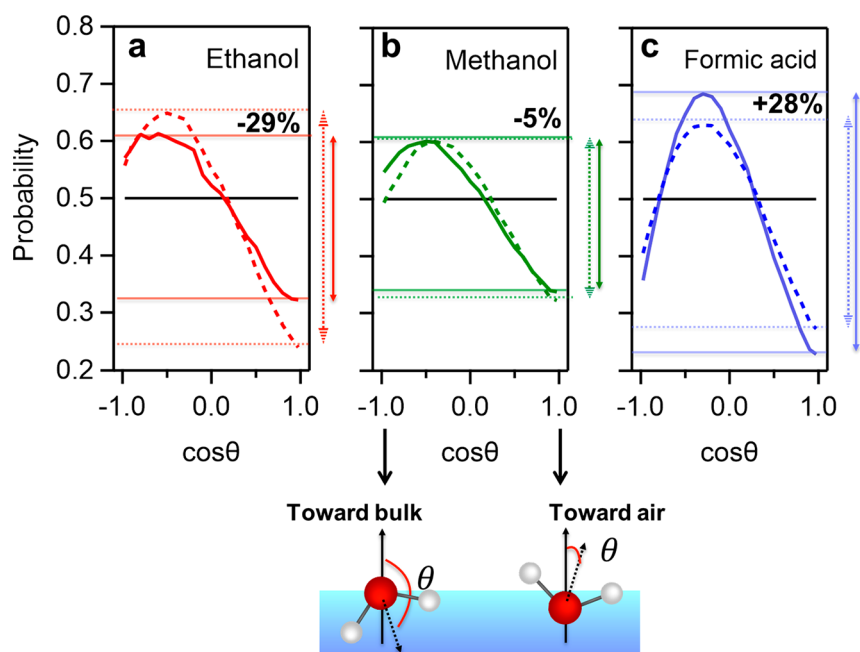 a
Ethanol
b
Methanol
c
Formic acid
-29%
-5%
+28%
Probability
0.8
0.7
0.6
0.5
0.4
0.3
0.2
-1.0 0.0 1.0
-1.0 0.0 1.0
-1.0 0.0 1.0
cosθ
cosθ
cosθ
Toward bulk
Toward air
θ
θ